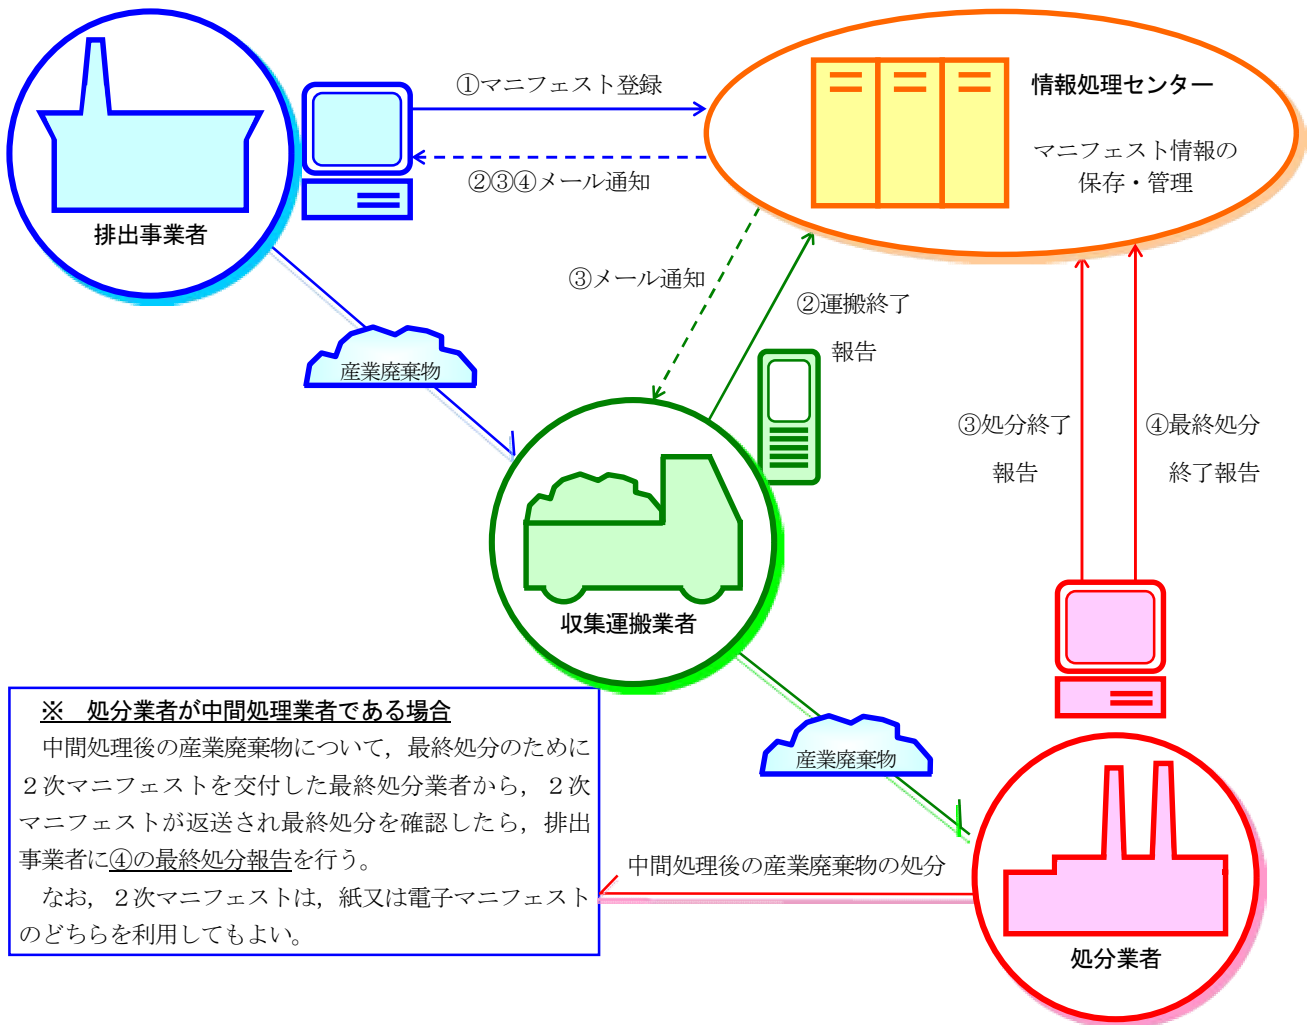 ①マニフェスト登録
情報処理センター
マニフェスト情報の
保存・管理
②③④メール通知
排出事業者
③メール通知
②運搬終了
報告
産業廃棄物
③処分終了
報告
④最終処分
終了報告
収集運搬業者
※　処分業者が中間処理業者である場合
　中間処理後の産業廃棄物について，最終処分のために
２次マニフェストを交付した最終処分業者から，２次
マニフェストが返送され最終処分を確認したら，排出
事業者に④の最終処分報告を行う。
　なお，２次マニフェストは，紙又は電子マニフェスト
のどちらを利用してもよい。
産業廃棄物
中間処理後の産業廃棄物の処分
処分業者